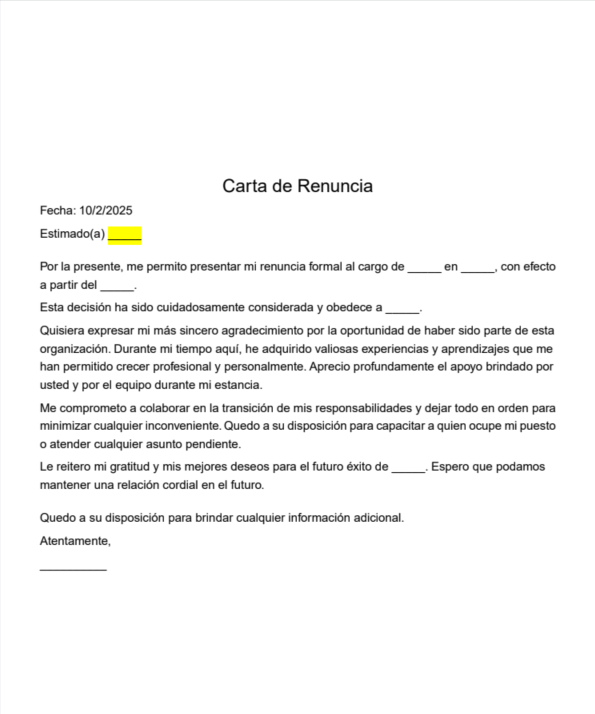 Carta de Renuncia
Fecha: 10/2/2025
Estimado(a) _____
Por la presente, me permito presentar mi renuncia formal al cargo de _____ en _____, con efecto
a partir del _____.
Esta decisión ha sido cuidadosamente considerada y obedece a _____.
Quisiera expresar mi más sincero agradecimiento por la oportunidad de haber sido parte de esta
organización. Durante mi tiempo aquí, he adquirido valiosas experiencias y aprendizajes que me
han permitido crecer profesional y personalmente. Aprecio profundamente el apoyo brindado por
usted y por el equipo durante mi estancia.
Me comprometo a colaborar en la transición de mis responsabilidades y dejar todo en orden para
minimizar cualquier inconveniente. Quedo a su disposición para capacitar a quien ocupe mi puesto
o atender cualquier asunto pendiente.
Le reitero mi gratitud y mis mejores deseos para el futuro éxito de _____. Espero que podamos
mantener una relación cordial en el futuro.
Quedo a su disposición para brindar cualquier información adicional.
Atentamente,
__________